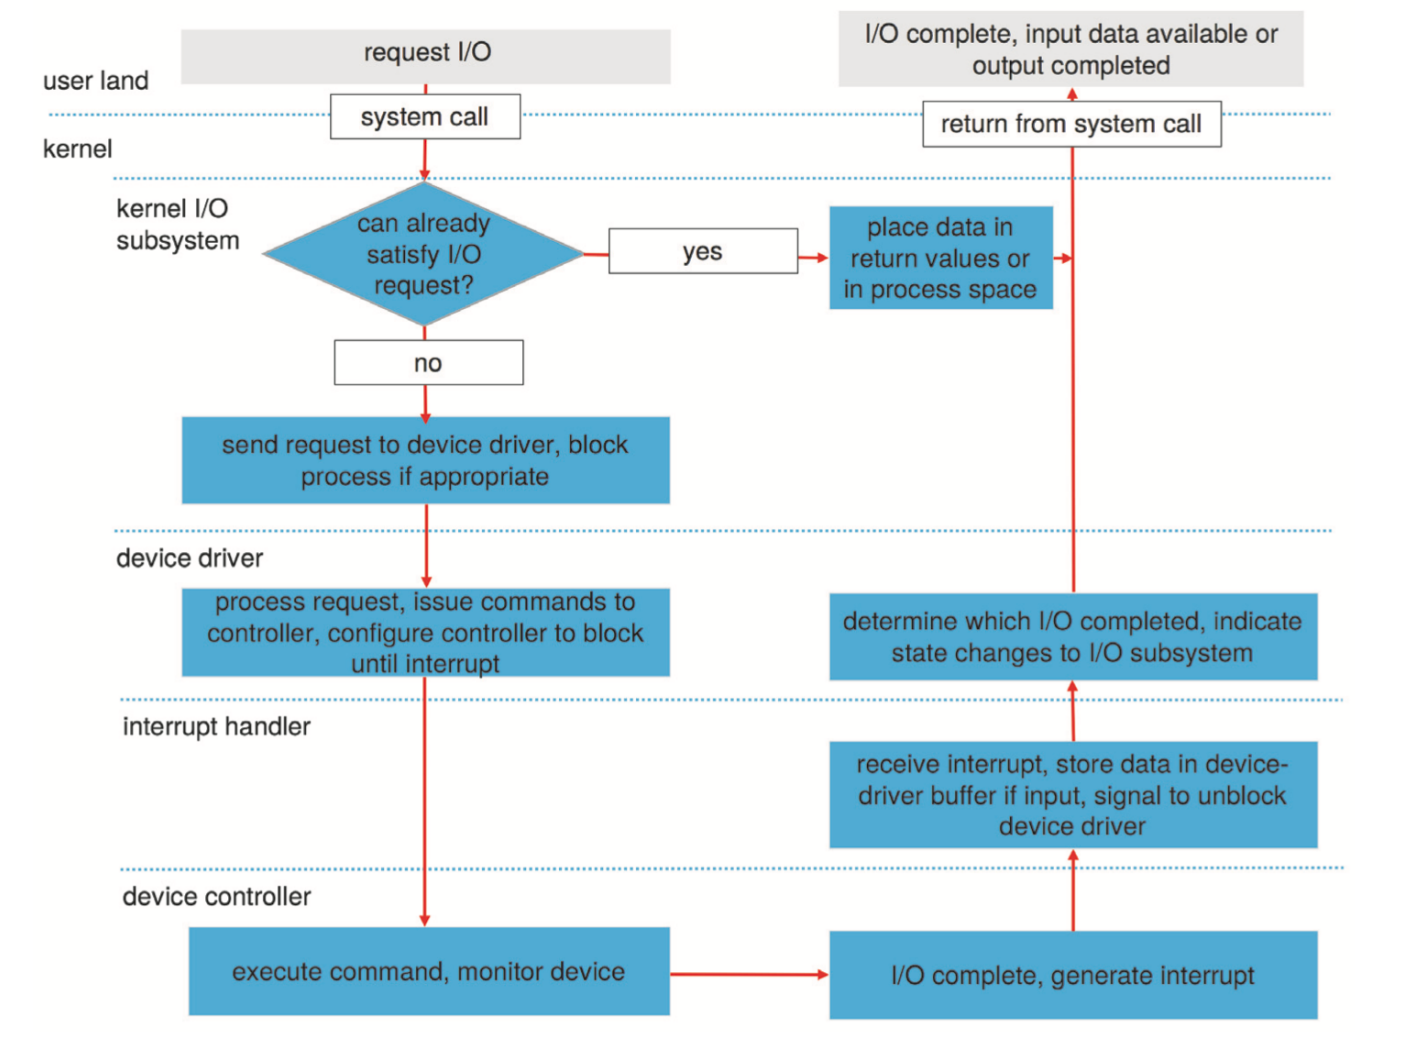 request I/O
I/O complete, input data available or
output completed
user land
system call
return from system call
kernel
kernel I/O
subsystem
can already
satisfy I/O
request?
yes
place data in
return values or
in process space
no
send request to device driver, block
process if appropriate
device driver
process request, issue commands to
controller, configure controller to block
until interrupt
determine which I/O completed, indicate
state changes to I/O subsystem
interrupt handler
receive interrupt, store data in device-
driver buffer if input, signal to unblock
device driver
device controller
execute command, monitor device
I/O complete, generate interrupt